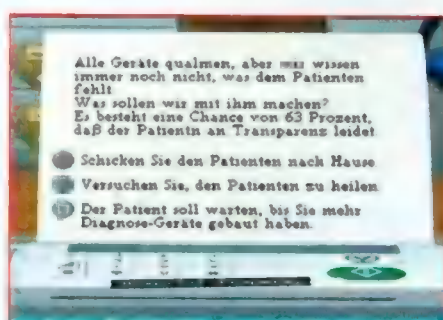 Alle Geräte qualmen, aber wir wissen
immer noch nicht, was dem Patienten
fehlt
Was sollen wir mit ihm machen?
Es besteht eine Chance von 63 Prozent,
daß der Patientn an Transparenz leidet
Schicken Sie den Patienten nach Hause
Versuchen Sie, den Patienten zu heilen
Der Patient soll warten, bis Sie mehr
Diagnose-Geräte gebaut haben.